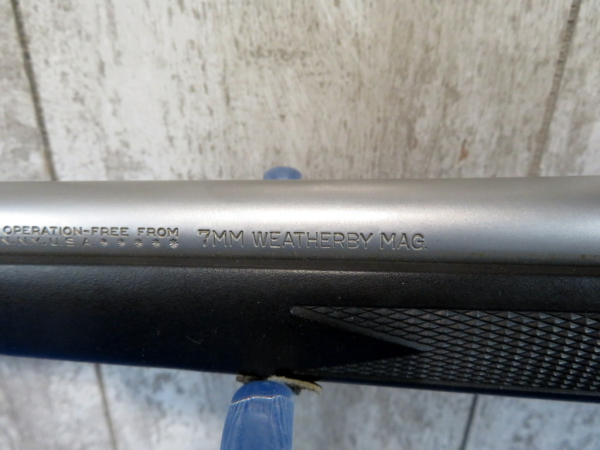 OPERATION-FREE FROM
N.Y. U.S.A. 7MM WEATHERBY MAG.